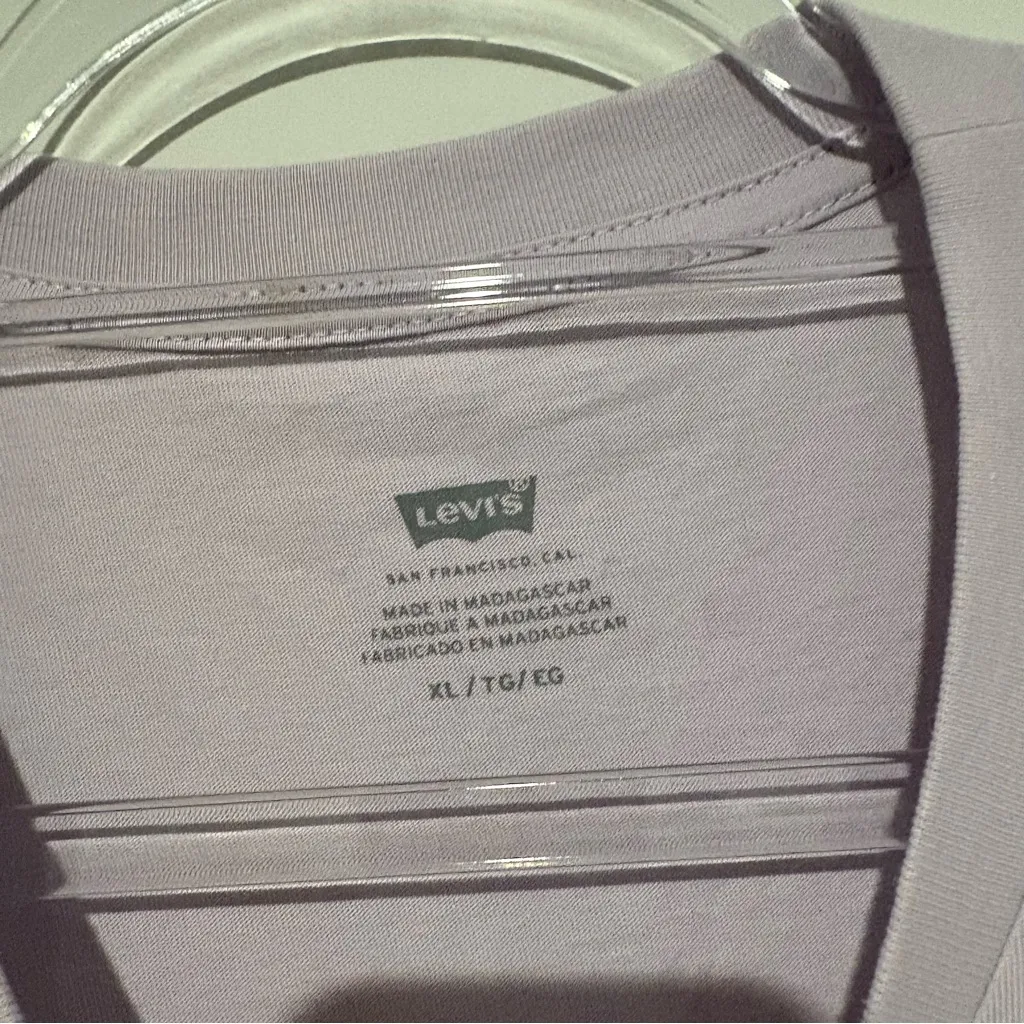 LEVI'S®
SAN FRANCISCO, CAL.
MADE IN MADAGASCAR
FABRIQUE A MADAGASCAR
FABRICADO EN MADAGASCAR
XL / TG / EG